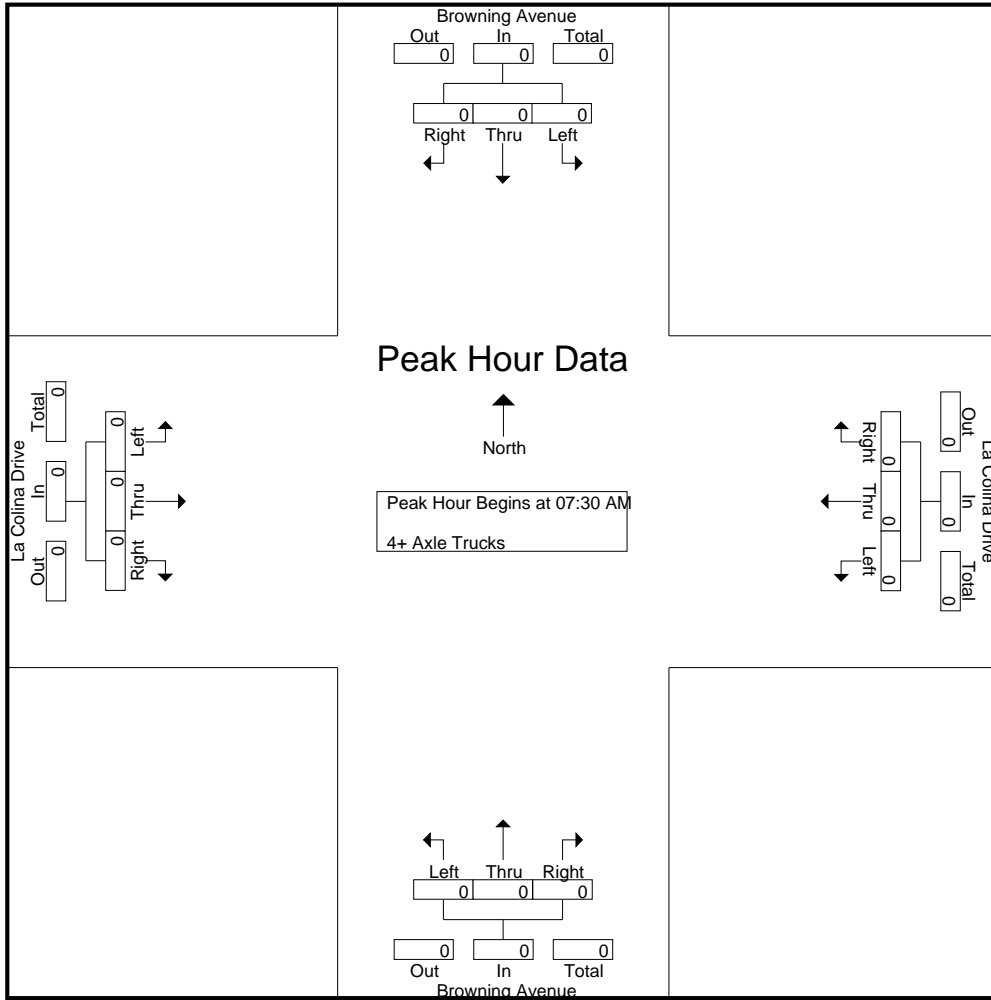 Browning Avenue
Out In Total
0 0 0
0 0 0
Right Thru Left
Peak Hour Data
North
Peak Hour Begins at 07:30 AM
4+ Axle Trucks
La Colina Drive
Out In Total
0 0 0
0 0 0
Right Thru Left
La Colina Drive
Total In Out
0 0 0
0 0 0
Left Thru Right
Left Thru Right
0 0 0
0 0 0
Out In Total
Browning Avenue